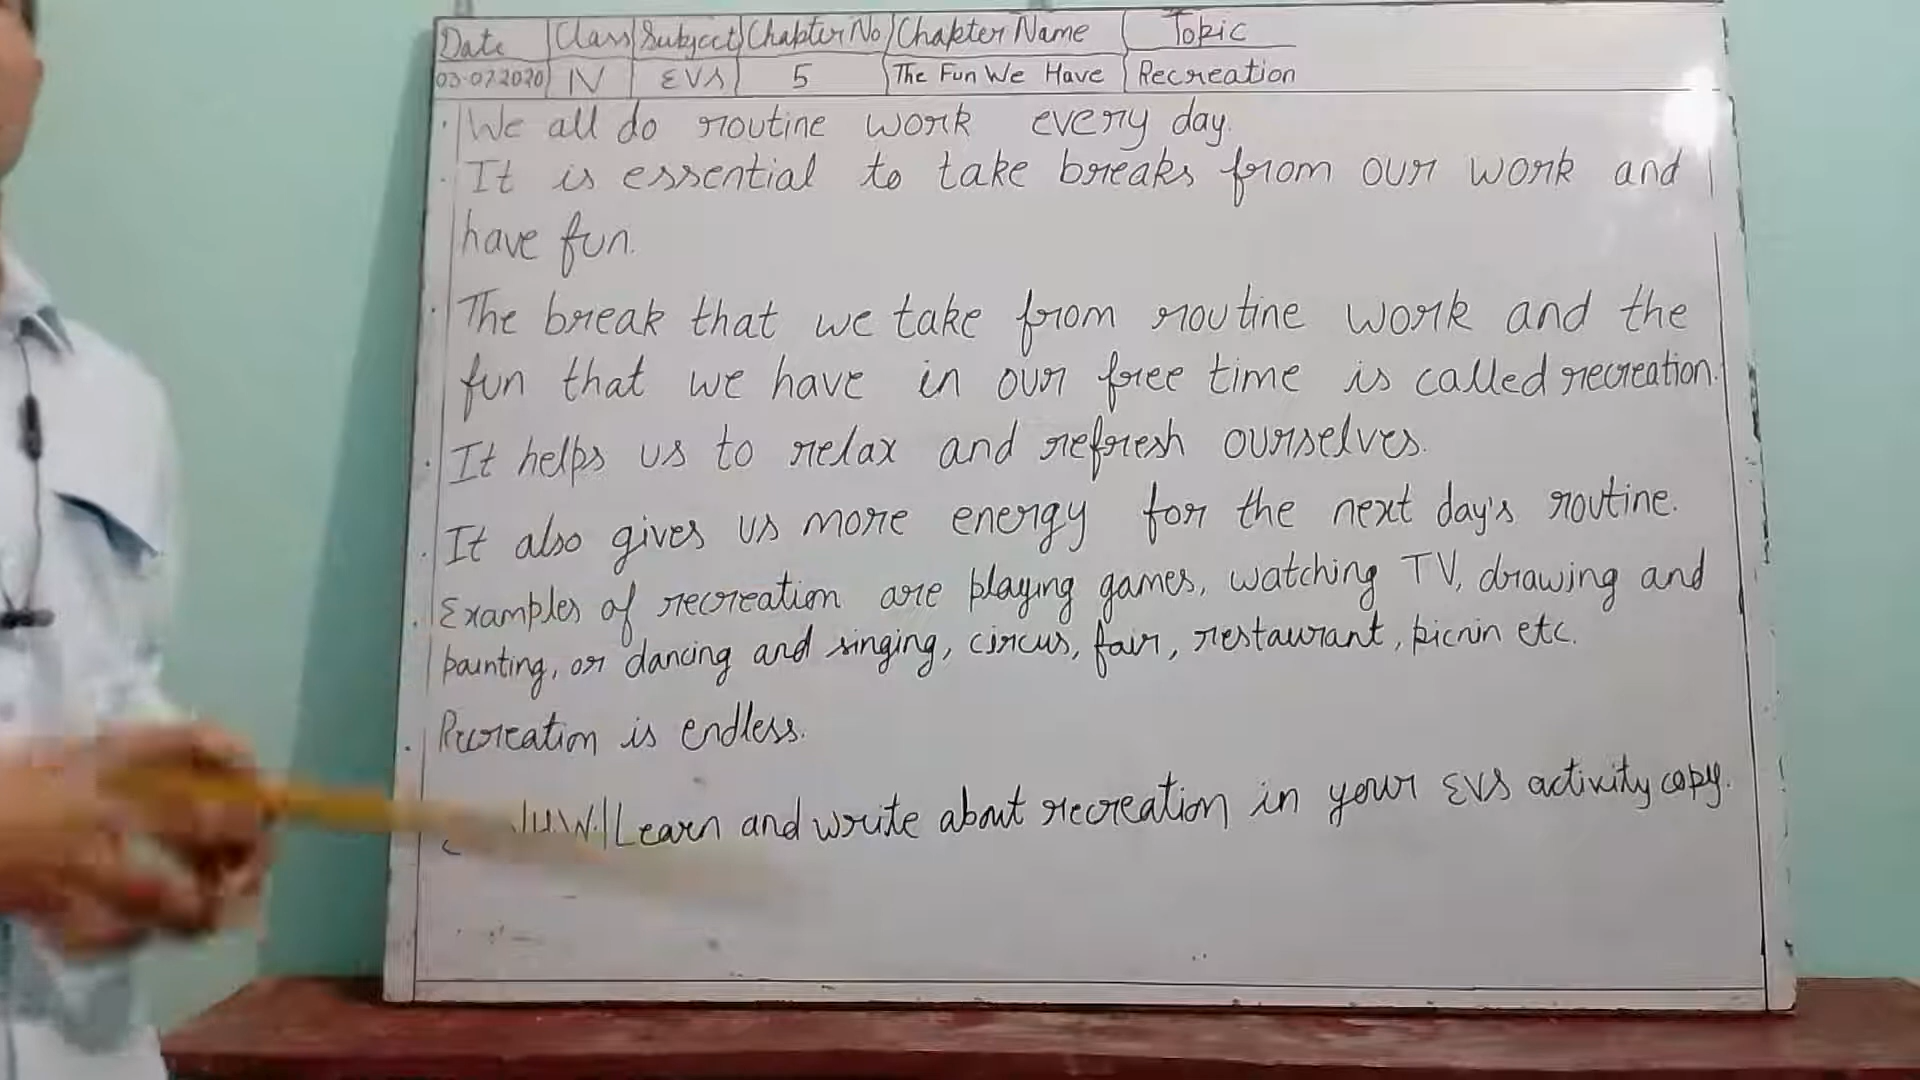 Date Class Subject Chapter No. Chapter Name Topic
03-07-2020 IV EVS 5 The Fun We Have Recreation
· We all do routine work every day.
· It is essential to take breaks from our work and
have fun.
· The break that we take from routine work and the
fun that we have in our free time is called recreation.
· It helps us to relax and refresh ourselves.
· It also gives us more energy for the next day's routine.
· Examples of recreation are playing games, watching TV, drawing and
painting, or dancing and singing, circus, fair, restaurant, picnin etc.
· Recreation is endless.
H.W. Learn and write about recreation in your EVS activity copy.